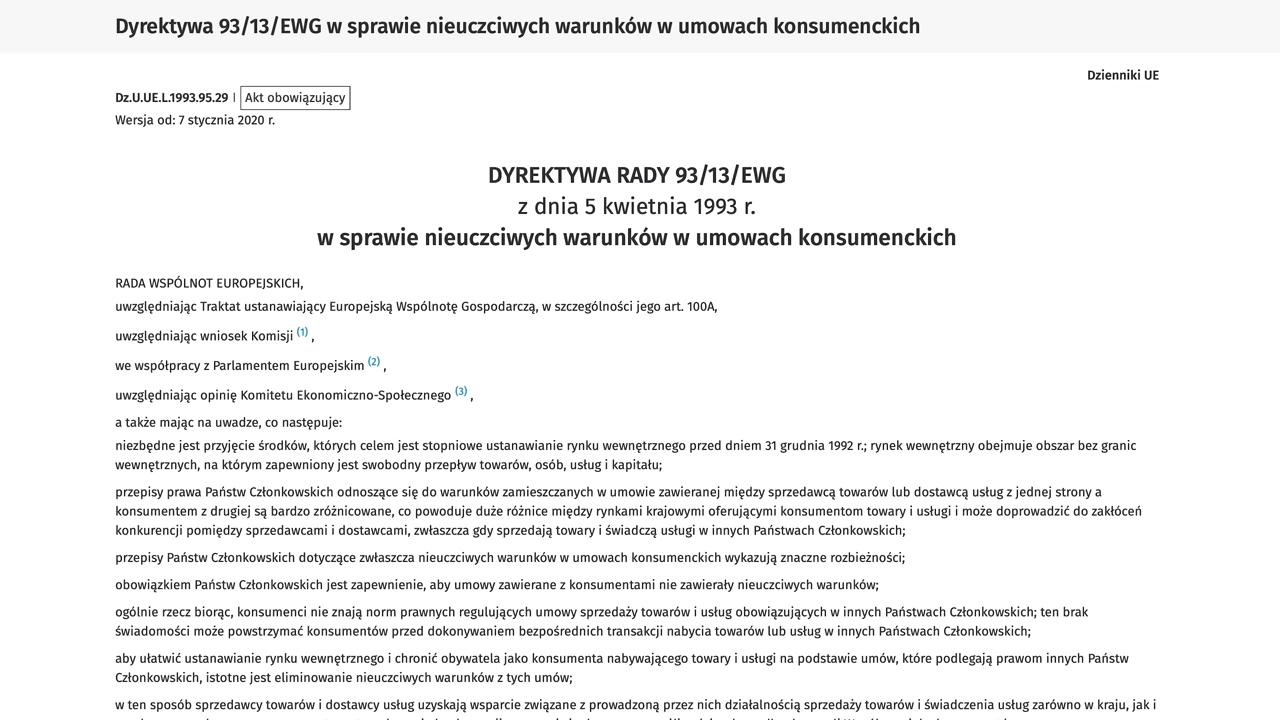 Dyrektywa 93/13/EWG w sprawie nieuczciwych warunków w umowach konsumenckich
Dzienniki UE
Dz.U.UE.L.1993.95.29 | Akt obowiązujący
Wersja od: 7 stycznia 2020 r.
DYREKTYWA RADY 93/13/EWG
z dnia 5 kwietnia 1993 r.
w sprawie nieuczciwych warunków w umowach konsumenckich
RADA WSPÓLNOT EUROPEJSKICH,
uwzględniając Traktat ustanawiający Europejską Wspólnotę Gospodarczą, w szczególności jego art. 100A,
uwzględniając wniosek Komisji (1) ,
we współpracy z Parlamentem Europejskim (2) ,
uwzględniając opinię Komitetu Ekonomiczno-Społecznego (3) ,
a także mając na uwadze, co następuje:
niezbędne jest przyjęcie środków, których celem jest stopniowe ustanawianie rynku wewnętrznego przed dniem 31 grudnia 1992 r.; rynek wewnętrzny obejmuje obszar bez granic
wewnętrznych, na którym zapewniony jest swobodny przepływ towarów, osób, usług i kapitału;
przepisy prawa Państw Członkowskich odnoszące się do warunków zamieszczanych w umowie zawieranej między sprzedawcą towarów lub dostawcą usług z jednej strony a
konsumentem z drugiej są bardzo zróżnicowane, co powoduje duże różnice między rynkami krajowymi oferującymi konsumentom towary i usługi i może doprowadzić do zakłóceń
konkurencji pomiędzy sprzedawcami i dostawcami, zwłaszcza gdy sprzedają towary i świadczą usługi w innych Państwach Członkowskich;
przepisy Państw Członkowskich dotyczące zwłaszcza nieuczciwych warunków w umowach konsumenckich wykazują znaczne rozbieżności;
obowiązkiem Państw Członkowskich jest zapewnienie, aby umowy zawierane z konsumentami nie zawierały nieuczciwych warunków;
ogólnie rzecz biorąc, konsumenci nie znają norm prawnych regulujących umowy sprzedaży towarów i usług obowiązujących w innych Państwach Członkowskich; ten brak
świadomości może powstrzymać konsumentów przed dokonywaniem bezpośrednich transakcji nabycia towarów lub usług w innych Państwach Członkowskich;
aby ułatwić ustanawianie rynku wewnętrznego i chronić obywatela jako konsumenta nabywającego towary i usługi na podstawie umów, które podlegają prawom innych Państw
Członkowskich, istotne jest eliminowanie nieuczciwych warunków z tych umów;
w ten sposób sprzedawcy towarów i dostawcy usług uzyskają wsparcie związane z prowadzoną przez nich działalnością sprzedaży towarów i świadczenia usług zarówno w kraju, jak i